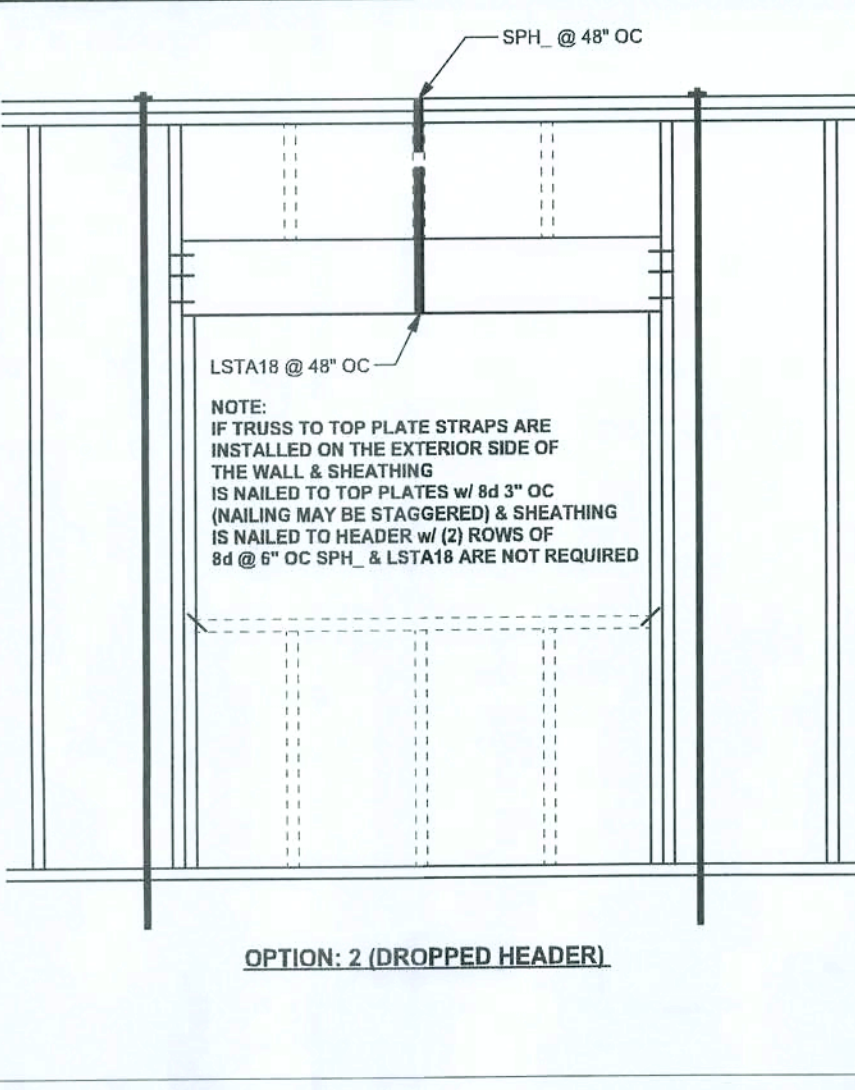 SPH_ @ 48" OC
LSTA18 @ 48" OC
NOTE:
IF TRUSS TO TOP PLATE STRAPS ARE
INSTALLED ON THE EXTERIOR SIDE OF
THE WALL & SHEATHING
IS NAILED TO TOP PLATES w/ 8d 3" OC
(NAILING MAY BE STAGGERED) & SHEATHING
IS NAILED TO HEADER w/ (2) ROWS OF
8d @ 6" OC SPH_ & LSTA18 ARE NOT REQUIRED
OPTION: 2 (DROPPED HEADER)